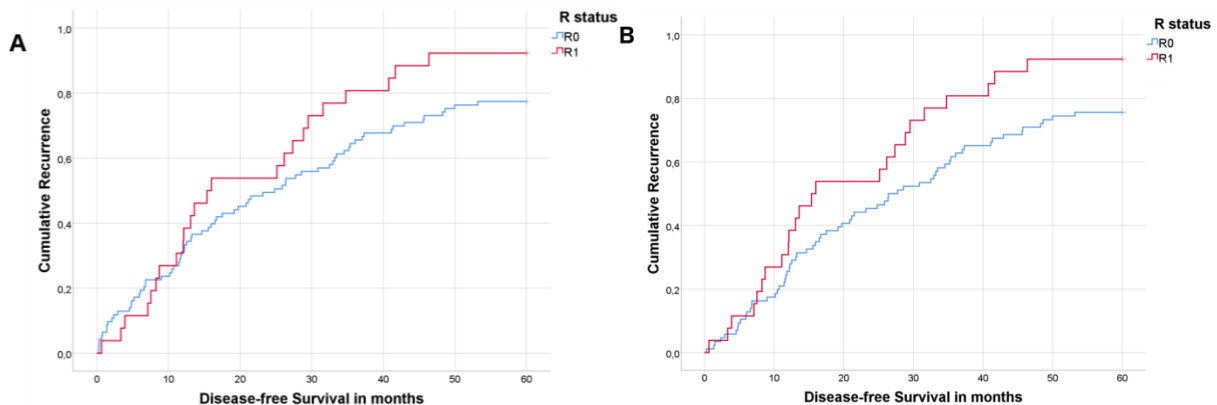 A
R status
R0
R1
1,0
0,8
0,6
0,4
0,2
0,0
Cumulative Recurrence
0 10 20 30 40 50 60
Disease-free Survival in months
B
R status
R0
R1
1,0
0,8
0,6
0,4
0,2
0,0
Cumulative Recurrence
0 10 20 30 40 50 60
Disease-free Survival in months